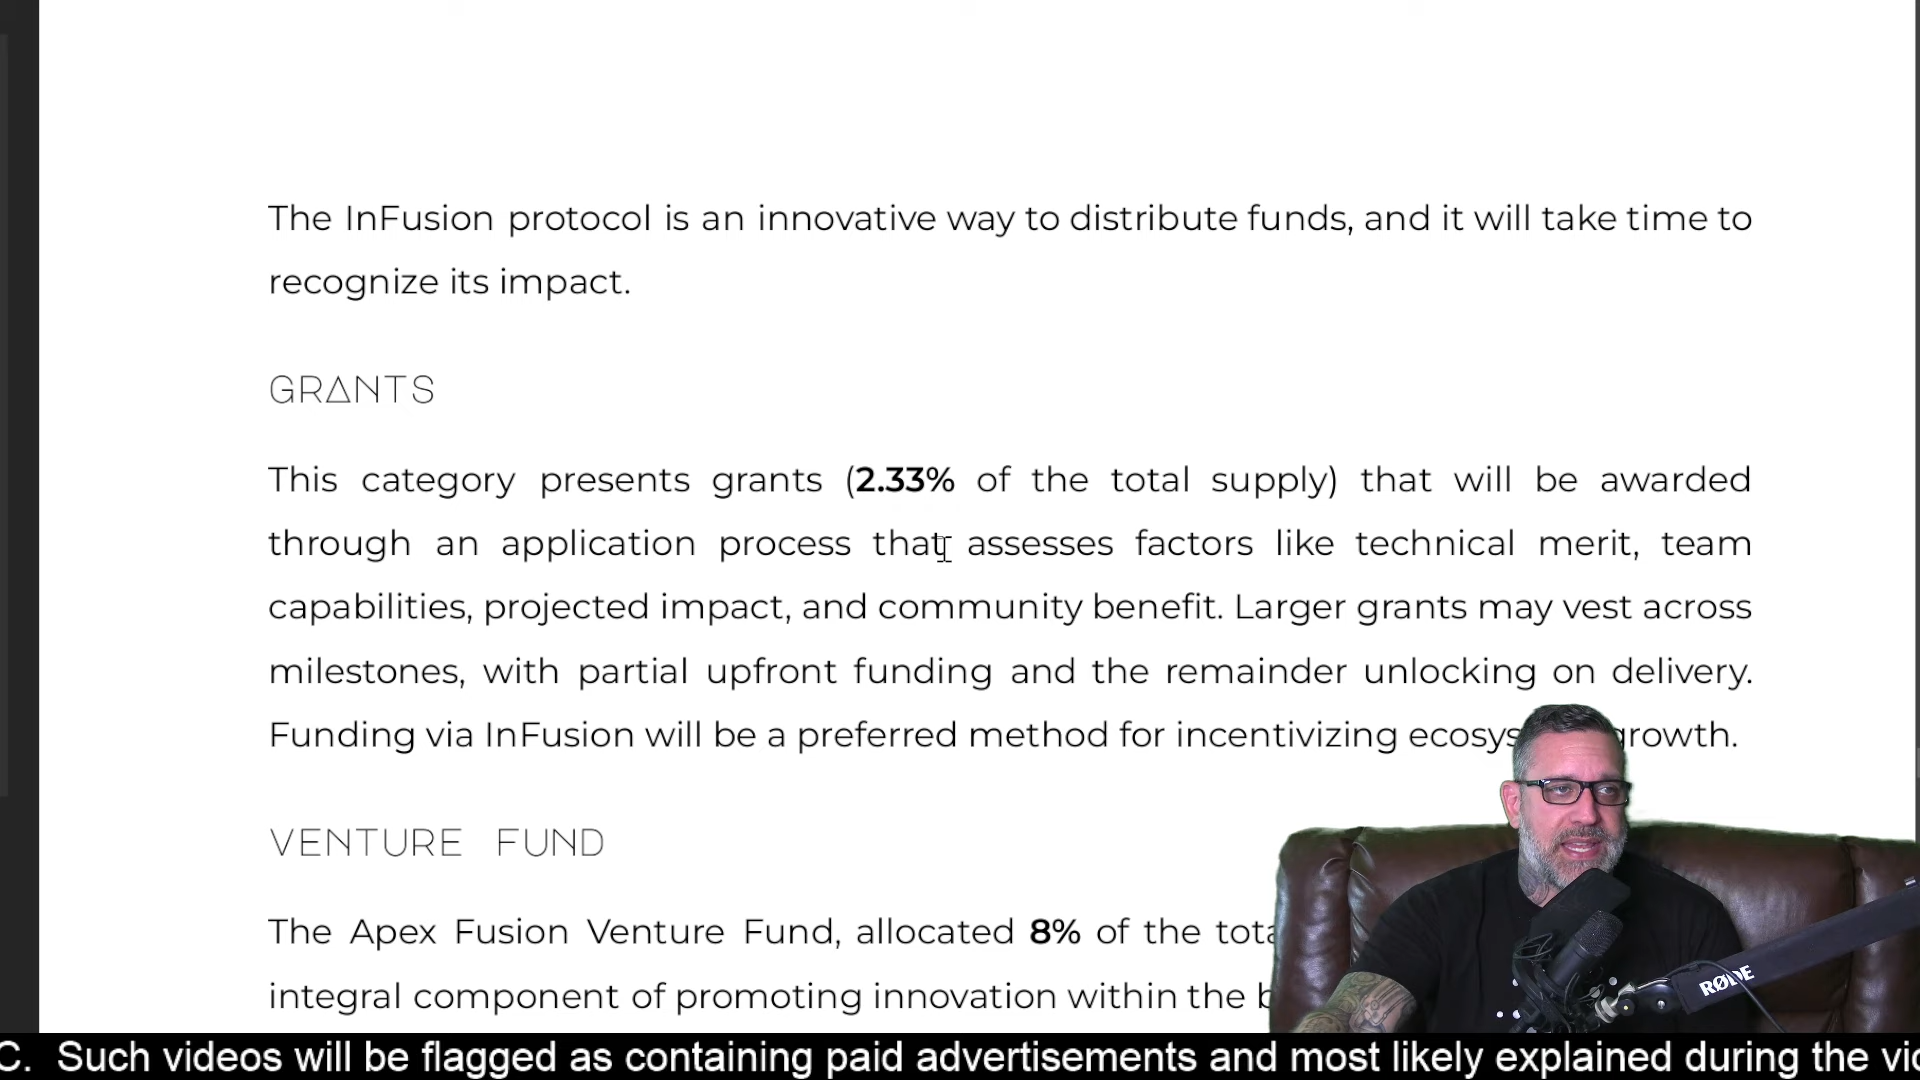 The InFusion protocol is an innovative way to distribute funds, and it will take time to
recognize its impact.
GRANTS
This category presents grants (2.33% of the total supply) that will be awarded
through an application process that assesses factors like technical merit, team
capabilities, projected impact, and community benefit. Larger grants may vest across
milestones, with partial upfront funding and the remainder unlocking on delivery.
Funding via InFusion will be a preferred method for incentivizing growth.
VENTURE FUND
The Apex Fusion Venture Fund, allocated 8% of the
integral component of promoting innovation within the
RØDE
C. Such videos will be flagged as containing paid advertisements and most likely explained during the